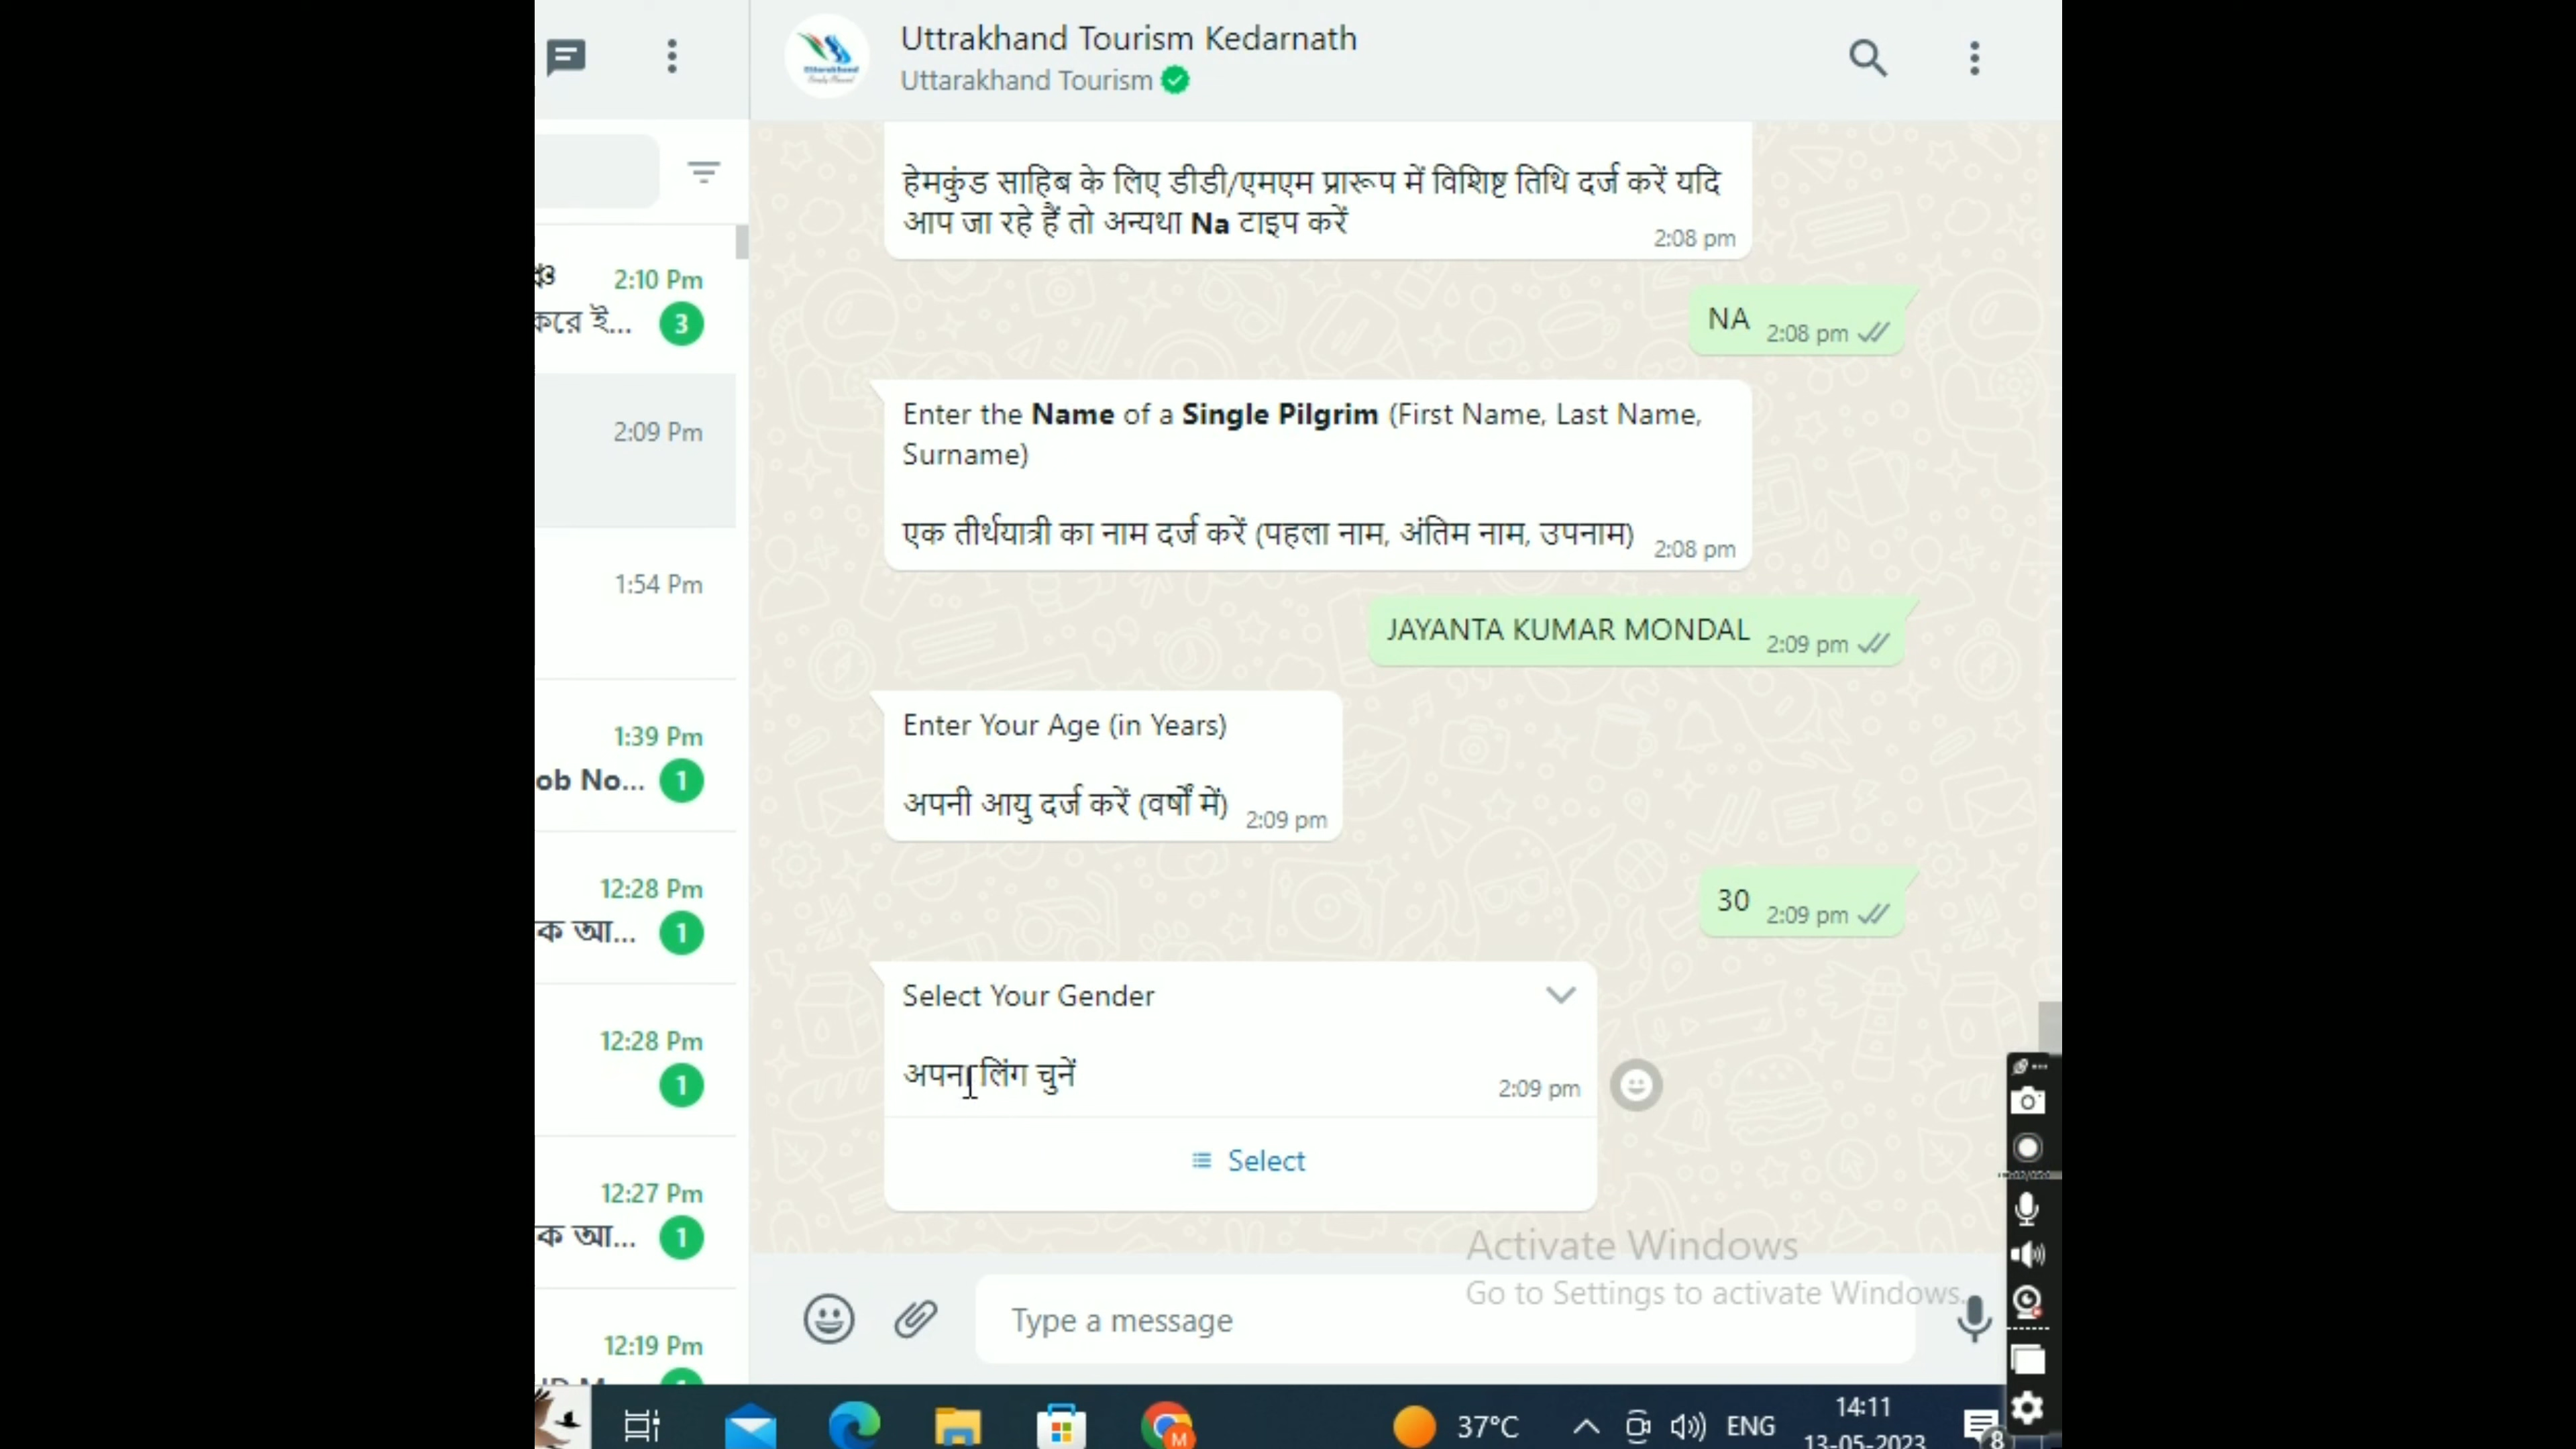 Uttrakhand Tourism Kedarnath
Uttarakhand Tourism
हेमकुंड साहिब के लिए डीडी/एमएम प्रारूप में विशिष्ट तिथि दर्ज करें यदि
आप जा रहे हैं तो अन्यथा Na टाइप करें
2:08 pm
NA 2:08 pm
Enter the Name of a Single Pilgrim (First Name, Last Name,
Surname)
एक तीर्थयात्री का नाम दर्ज करें (पहला नाम, अंतिम नाम, उपनाम) 2:08 pm
JAYANTA KUMAR MONDAL 2:09 pm
Enter Your Age (in Years)
अपनी आयु दर्ज करें (वर्षों में) 2:09 pm
30 2:09 pm
Select Your Gender
अपना लिंग चुनें
2:09 pm
Select
Type a message
2:10 Pm
করে ই... 3
2:09 Pm
1:54 Pm
1:39 Pm
ob No... 1
12:28 Pm
ক আ... 1
12:28 Pm
1
12:27 Pm
ক আ... 1
12:19 Pm
Activate Windows
Go to Settings to activate Windows.
37°C
ENG
14:11
13-05-2023
8